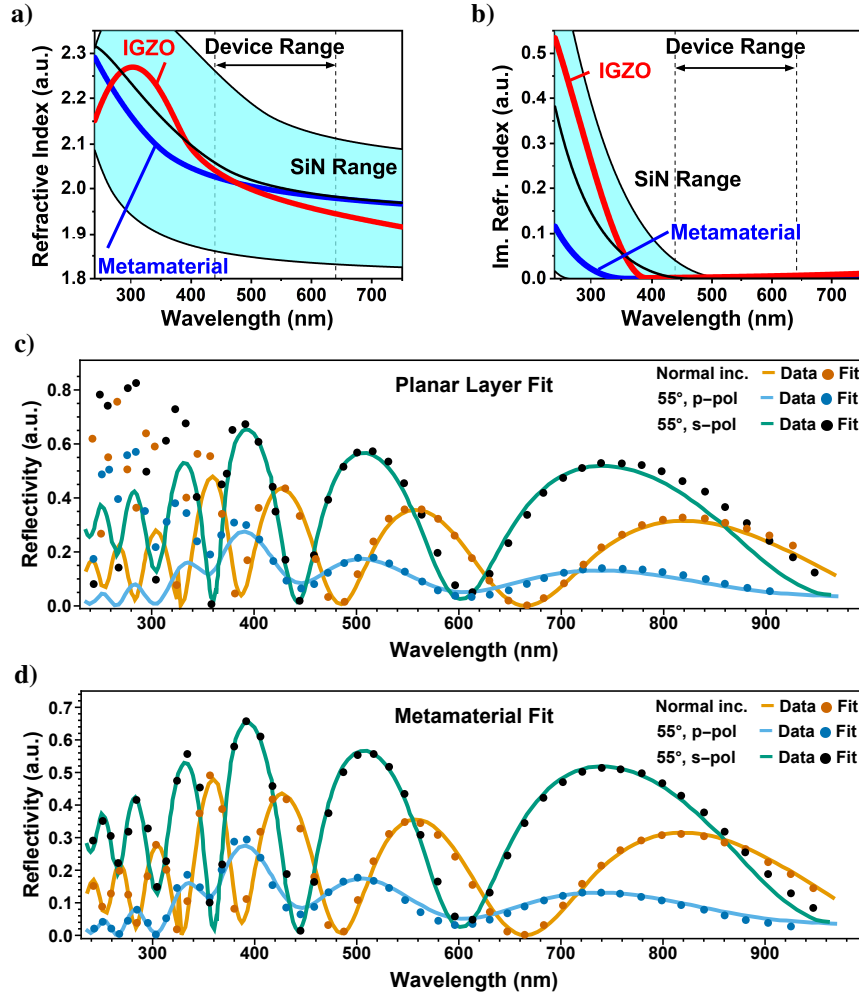 a)
2.3
2.2
2.1
2.0
1.9
1.8
Refractive Index (a.u.)
IGZO
Device Range
SiN Range
Metamaterial
300 400 500 600 700
Wavelength (nm)
b)
0.5
0.4
0.3
0.2
0.1
0.0
Im. Refr. Index (a.u.)
Device Range
IGZO
SiN Range
Metamaterial
300 400 500 600 700
Wavelength (nm)
c)
1.0
0.8
0.6
0.4
0.2
0.0
Reflectivity (a.u.)
Planar Layer Fit
Normal inc. Data Fit
55°, p–pol Data Fit
55°, s–pol Data Fit
300 400 500 600 700 800 900
Wavelength (nm)
d)
0.7
0.6
0.5
0.4
0.3
0.2
0.1
0.0
Reflectivity (a.u.)
Metamaterial Fit
Normal inc. Data Fit
55°, p–pol Data Fit
55°, s–pol Data Fit
300 400 500 600 700 800 900
Wavelength (nm)